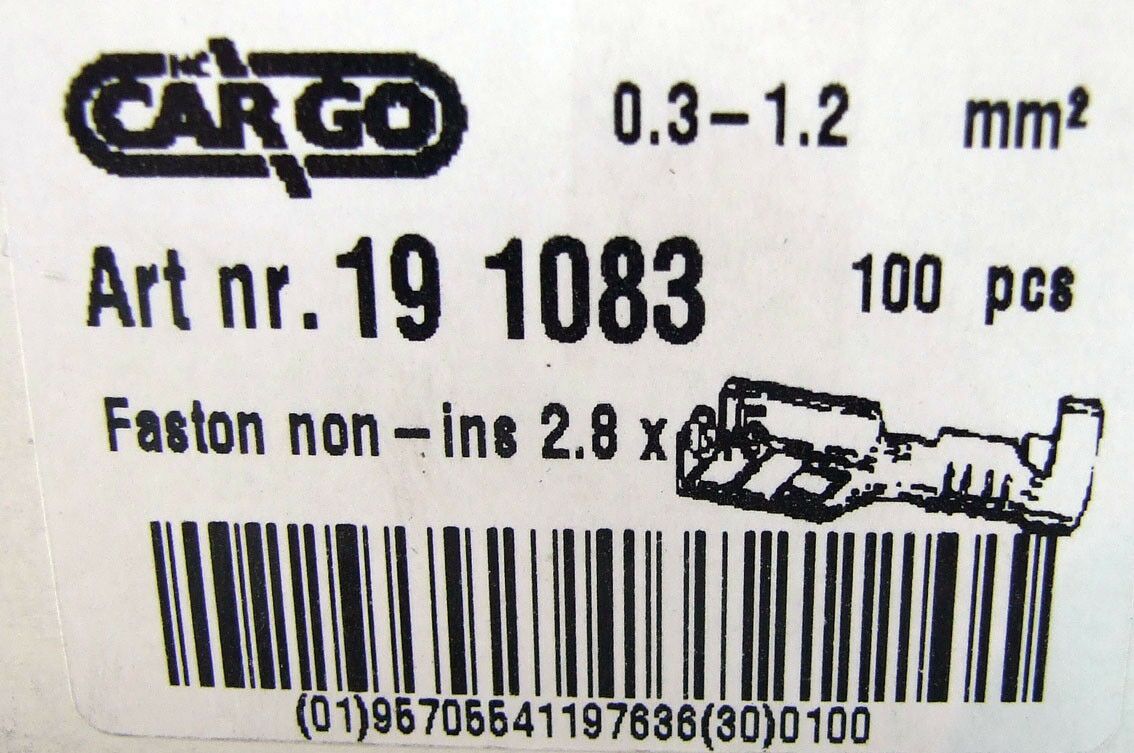 HC
CARGO
0.3-1.2 mm²
Art nr. 19 1083 100 pcs
Faston non-ins 2.8 x
(01)95705541197636(30)0100